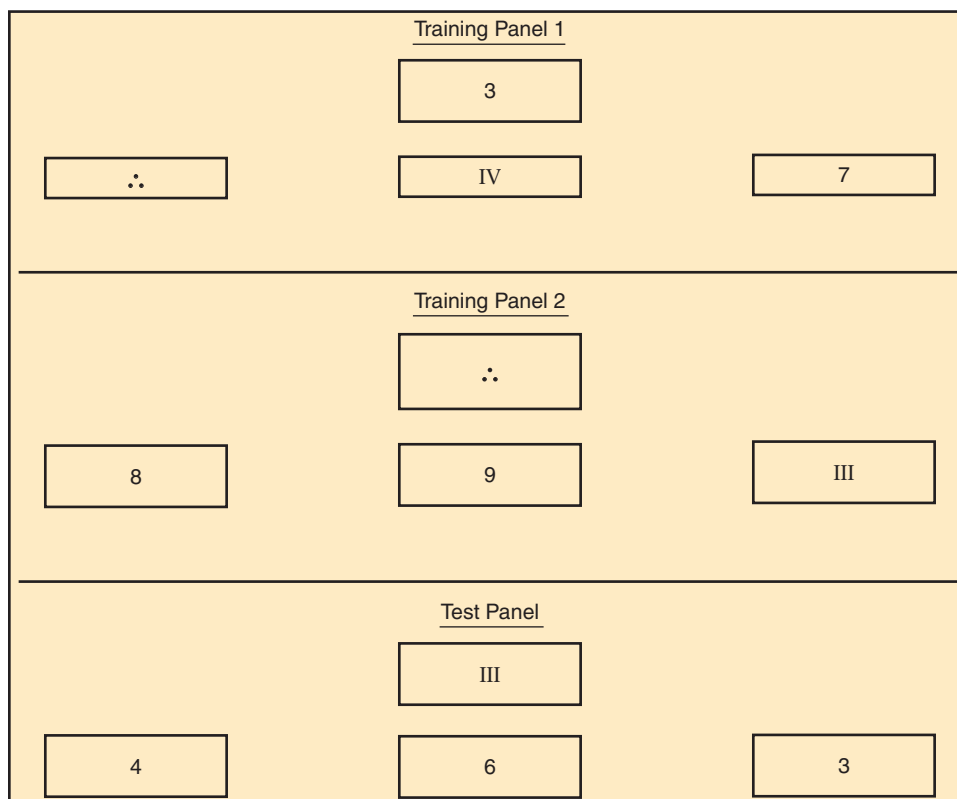 Training Panel 1
3
∴ IV 7
Training Panel 2
∴
8 9 III
Test Panel
III
4 6 3